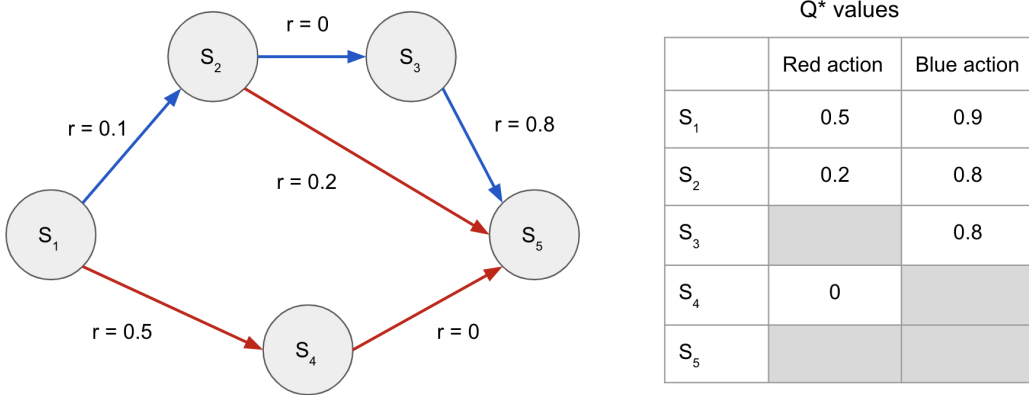 Q* values
S₂
r = 0
S₃
r = 0.1
r = 0.8
r = 0.2
S₁
S₅
r = 0.5
S₄
r = 0
Red action Blue action
S₁ 0.5 0.9
S₂ 0.2 0.8
S₃ 0.8
S₄ 0
S₅